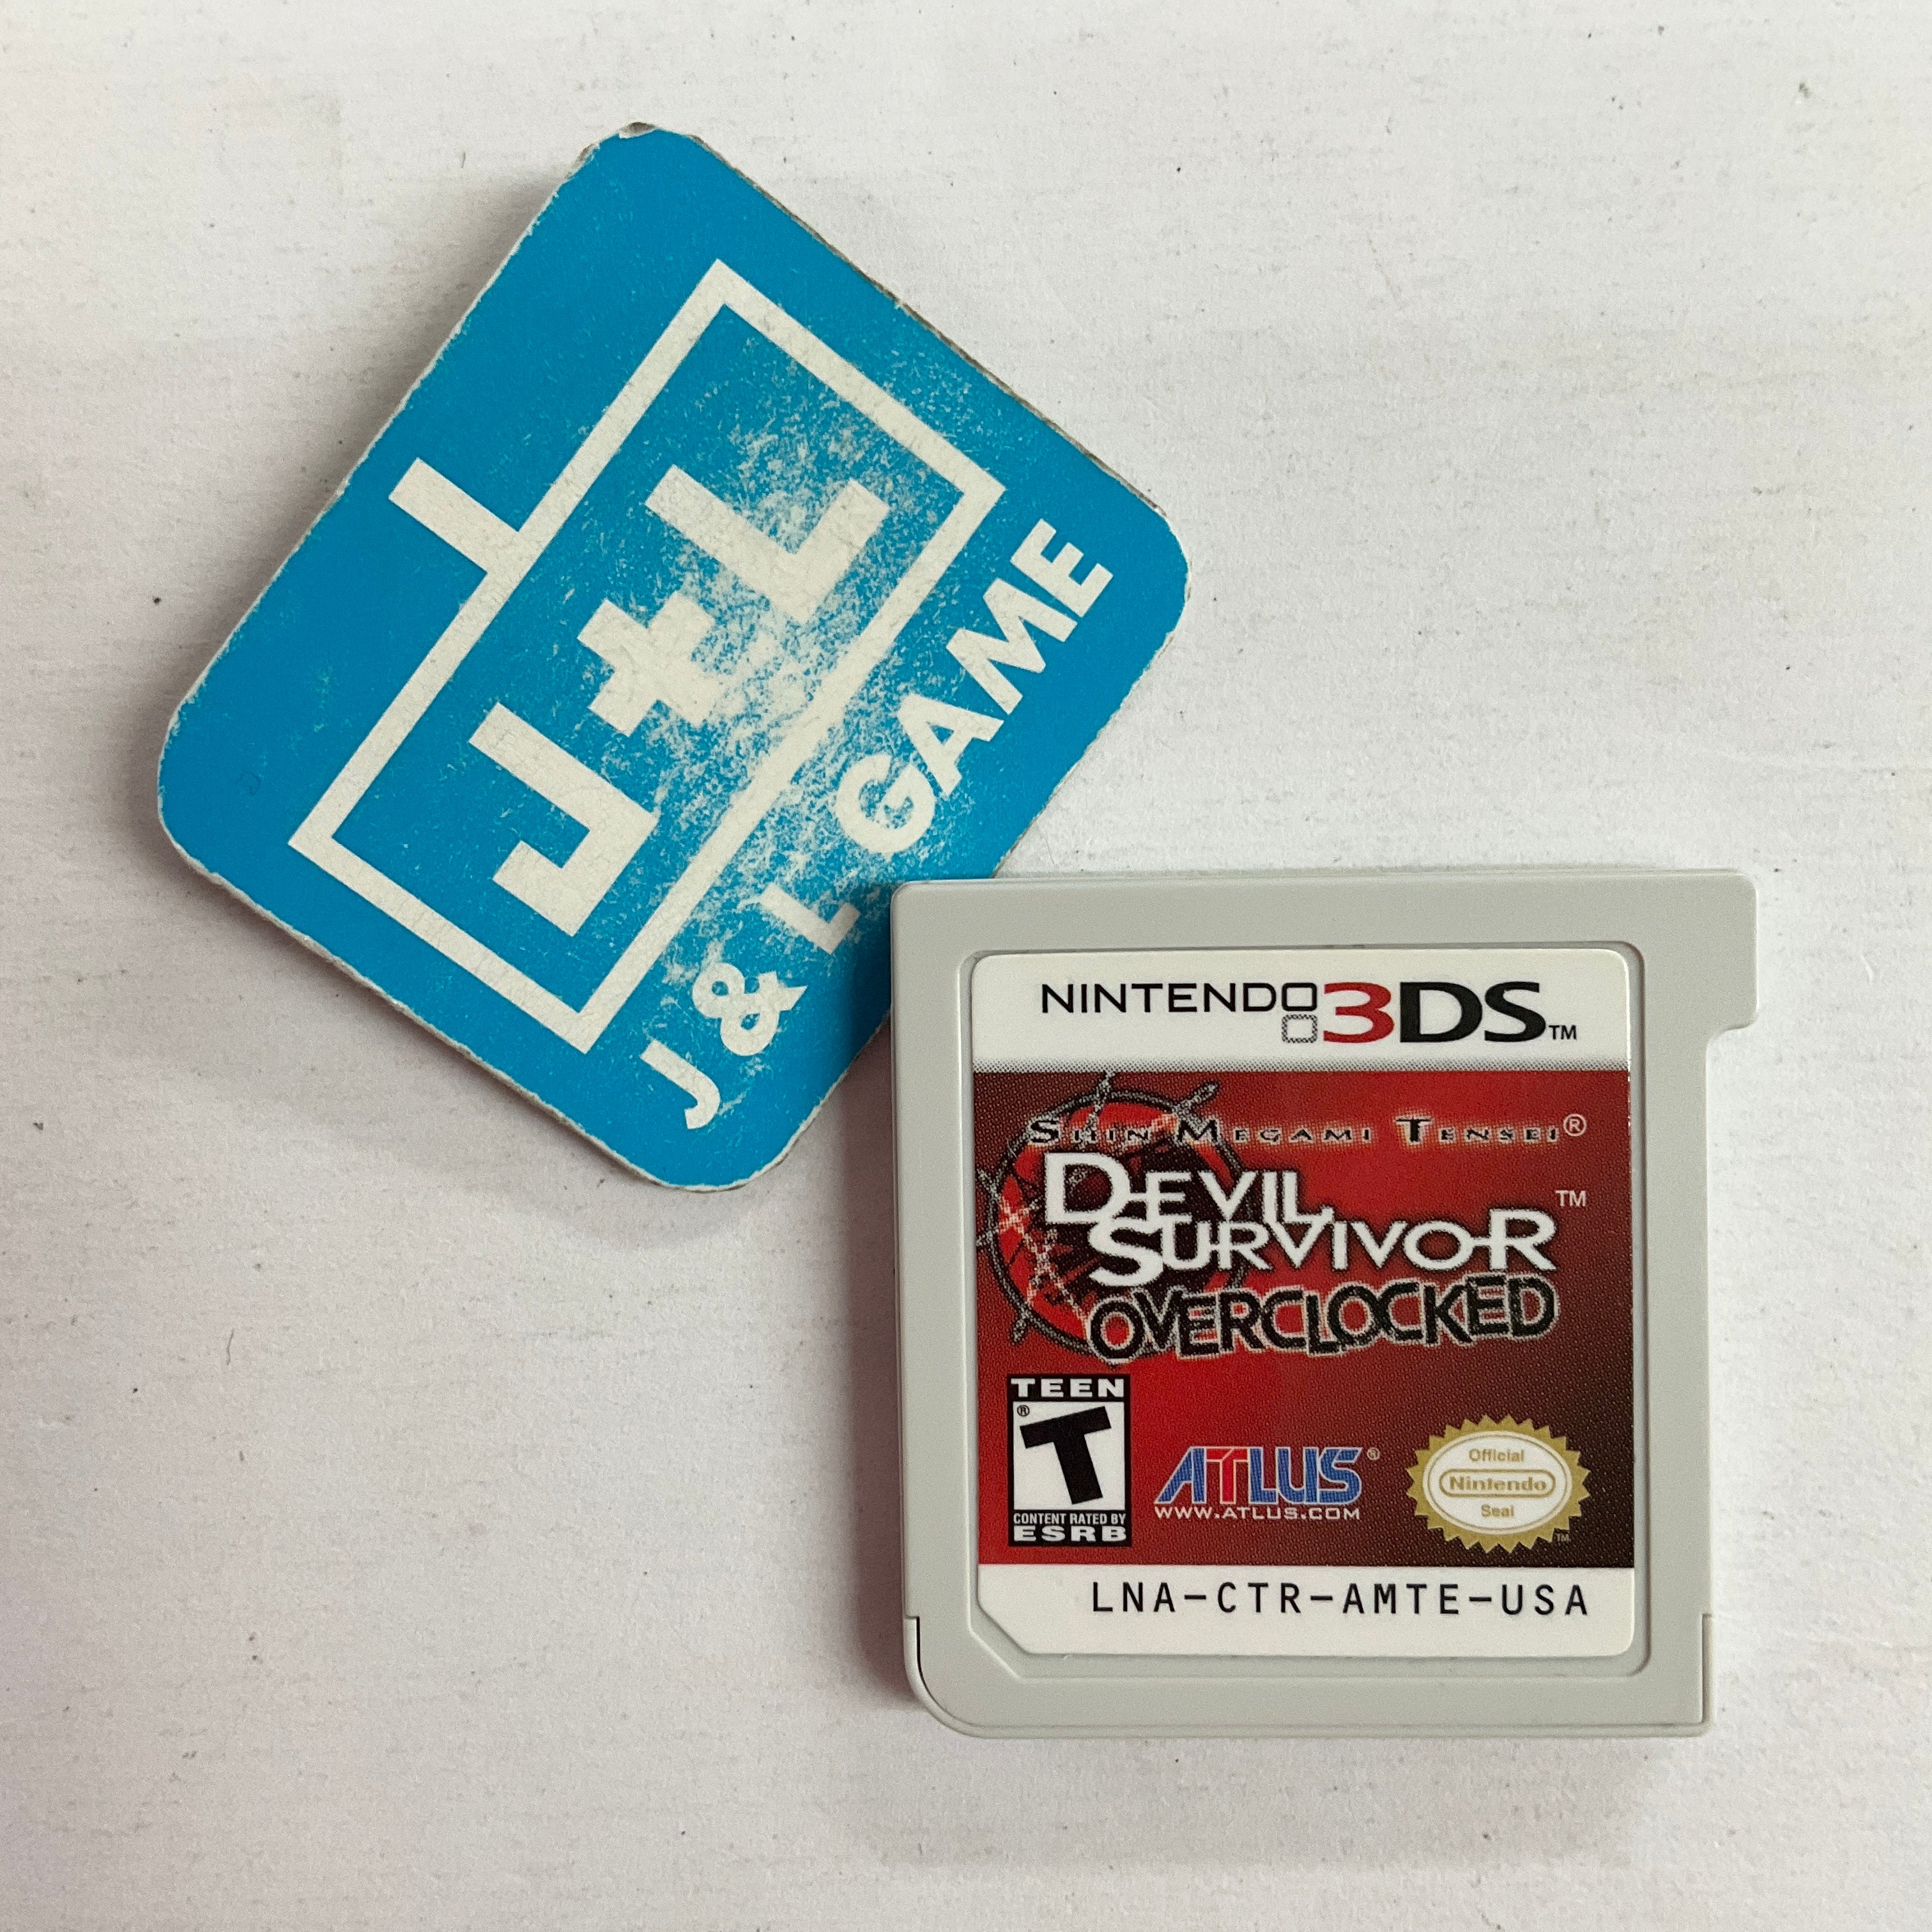 J+L
J & L GAME
NINTENDO 3DS™
SHIN MEGAMI TENSEI®
DEVIL
SURVIVOR™
OVERCLOCKED
TEEN
T®
CONTENT RATED BY
ESRB
ATLUS®
WWW.ATLUS.COM
Official
Nintendo
Seal
TM
LNA-CTR-AMTE-USA